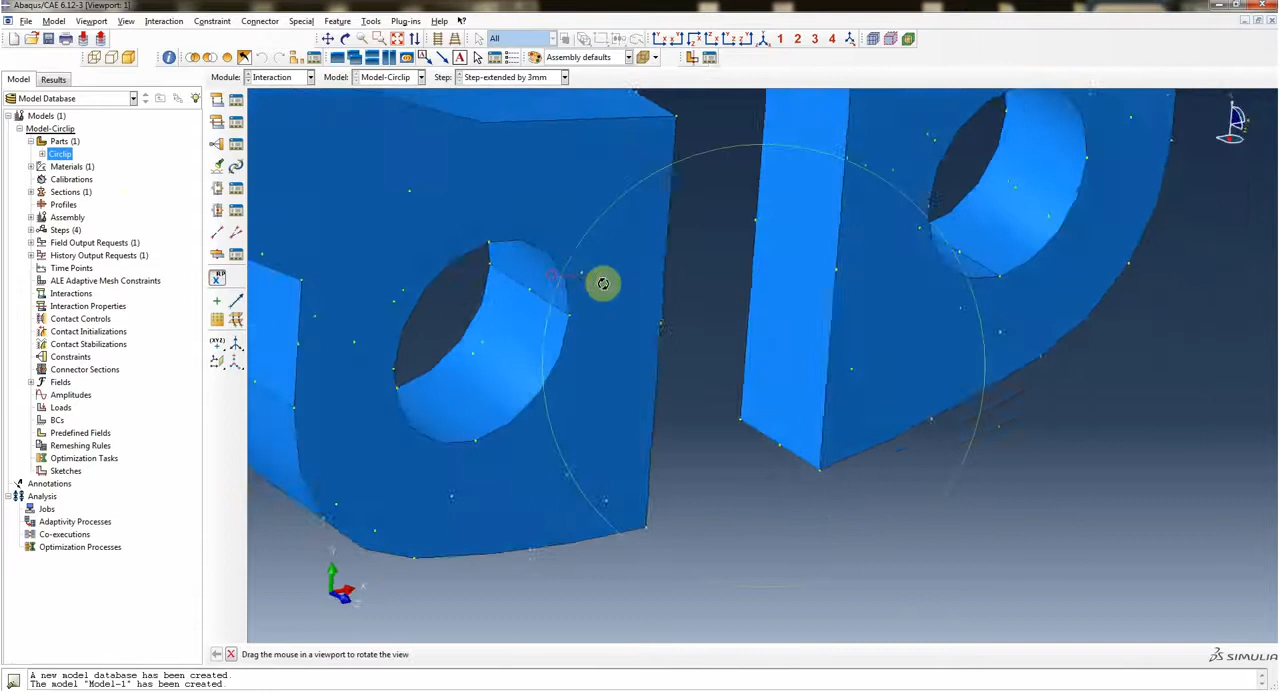 Abaqus/CAE 6.12-3 [Viewport: 1]
File Model Viewport View Interaction Constraint Connector Special Feature Tools Plug-ins Help
All
1 2 3 4
Assembly defaults
Model Results
Module: Interaction Model: Model-Circlip Step: Step-extended by 3mm
Model Database
Models (1)
Model-Circlip
Parts (1)
Circlip
Materials (1)
Calibrations
Sections (1)
Profiles
Assembly
Steps (4)
Field Output Requests (1)
History Output Requests (1)
Time Points
ALE Adaptive Mesh Constraints
Interactions
Interaction Properties
Contact Controls
Contact Initializations
Contact Stabilizations
Constraints
Connector Sections
Fields
Amplitudes
Loads
BCs
Predefined Fields
Remeshing Rules
Optimization Tasks
Sketches
Annotations
Analysis
Jobs
Adaptivity Processes
Co-executions
Optimization Processes
RP
(XYZ)
Y
X
Z
Drag the mouse in a viewport to rotate the view
SIMULIA
A new model database has been created.
The model "Model-1" has been created.